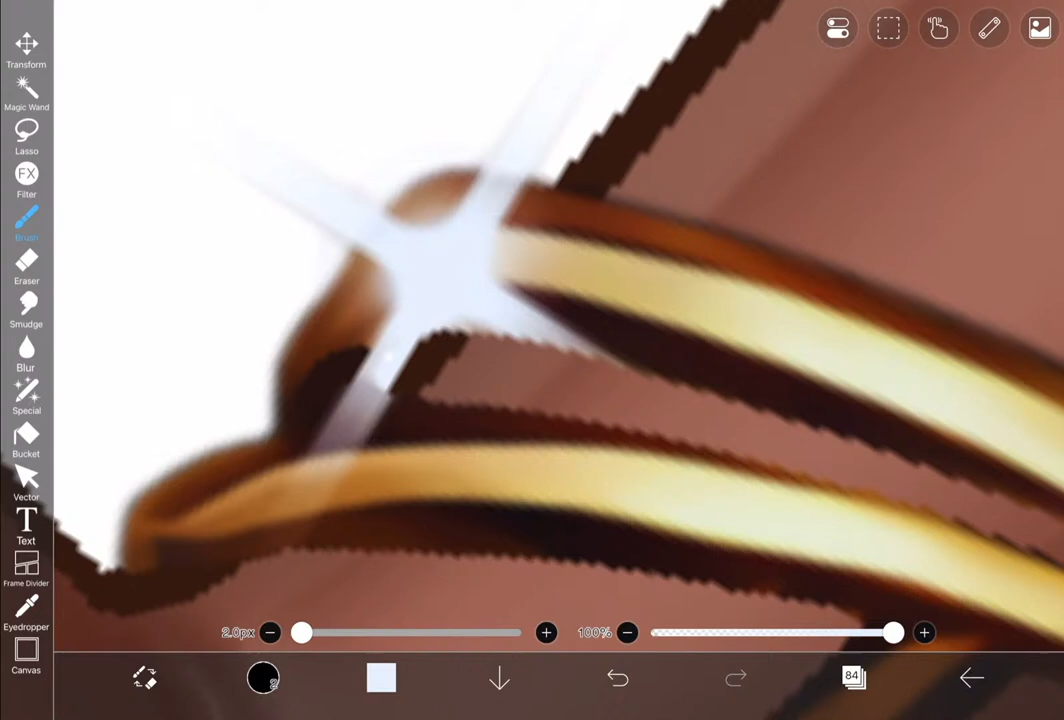 Transform
Magic Wand
Lasso
FX
Filter
Brush
Eraser
Smudge
Blur
Special
Bucket
Vector
T
Text
Frame Divider
Eyedropper
Canvas
2.0px
100%
2
84